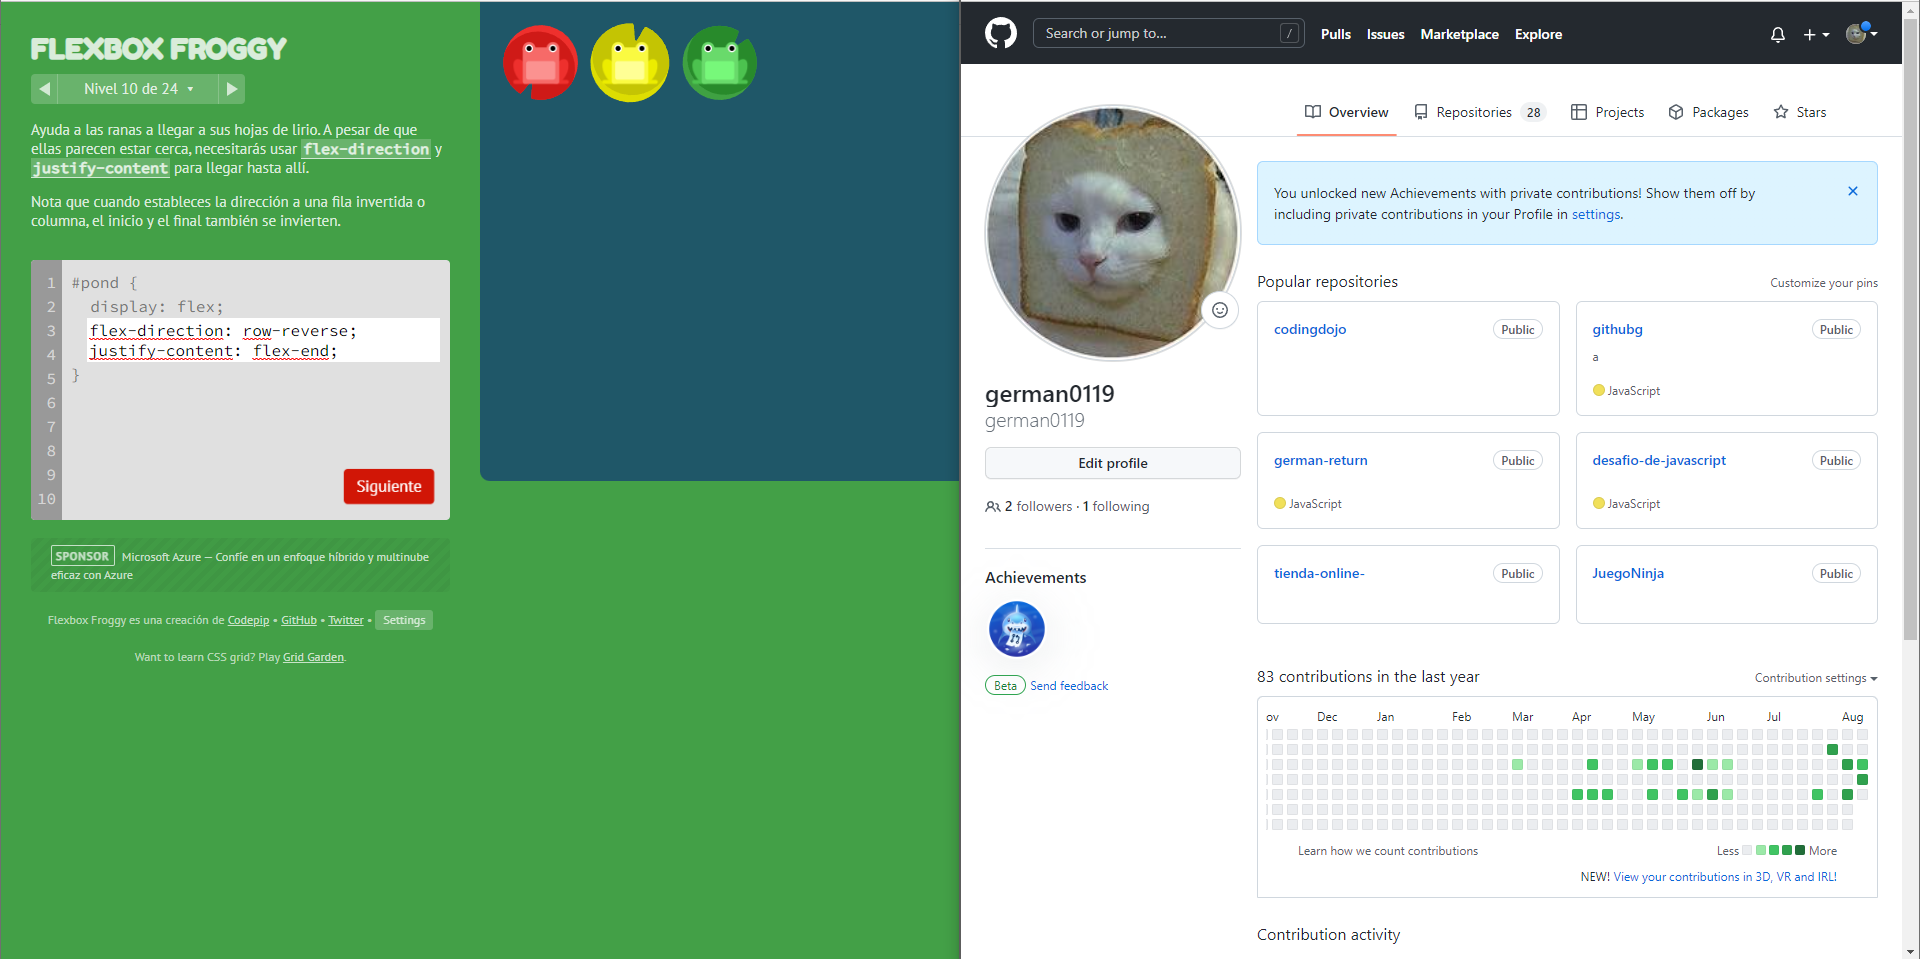 FLEXBOX FROGGY
Nivel 10 de 24
Ayuda a las ranas a llegar a sus hojas de lirio. A pesar de que
ellas parecen estar cerca, necesitarás usar flex-direction y
justify-content para llegar hasta allí.
Nota que cuando estableces la dirección a una fila invertida o
columna, el inicio y el final también se invierten.
1 #pond {
2 display: flex;
3 flex-direction: row-reverse;
4 justify-content: flex-end;
5 }
6
7
8
9
10
Siguiente
SPONSOR Microsoft Azure — Confíe en un enfoque híbrido y multinube
eficaz con Azure
Flexbox Froggy es una creación de Codepip • GitHub • Twitter • Settings
Want to learn CSS grid? Play Grid Garden.
Search or jump to... /
Pulls Issues Marketplace Explore
Overview Repositories 28 Projects Packages Stars
You unlocked new Achievements with private contributions! Show them off by
including private contributions in your Profile in settings.
german0119
german0119
Edit profile
2 followers · 1 following
Achievements
Beta Send feedback
Popular repositories Customize your pins
codingdojo Public
githubg Public
a
JavaScript
german-return Public
JavaScript
desafio-de-javascript Public
JavaScript
tienda-online- Public
JuegoNinja Public
83 contributions in the last year Contribution settings
ov Dec Jan Feb Mar Apr May Jun Jul Aug
Learn how we count contributions Less More
NEW! View your contributions in 3D, VR and IRL!
Contribution activity